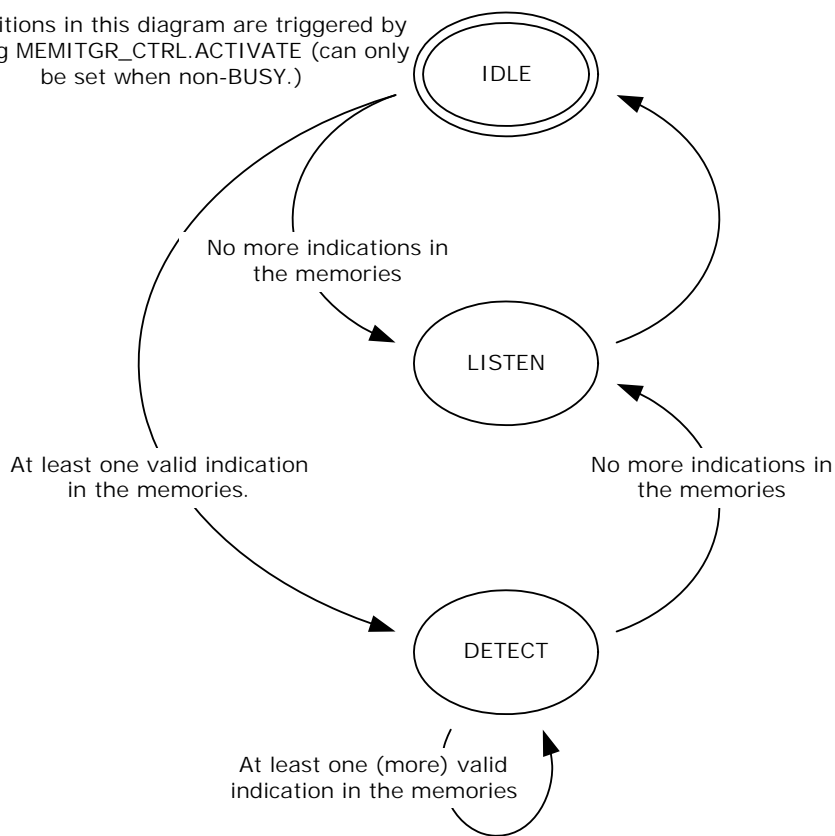 in this diagram are triggered by
MEMITGR_CTRL.ACTIVATE (can only
be set when non-BUSY.)
IDLE
No more indications in
the memories
LISTEN
At least one valid indication
in the memories.
No more indications in
the memories
DETECT
At least one (more) valid
indication in the memories